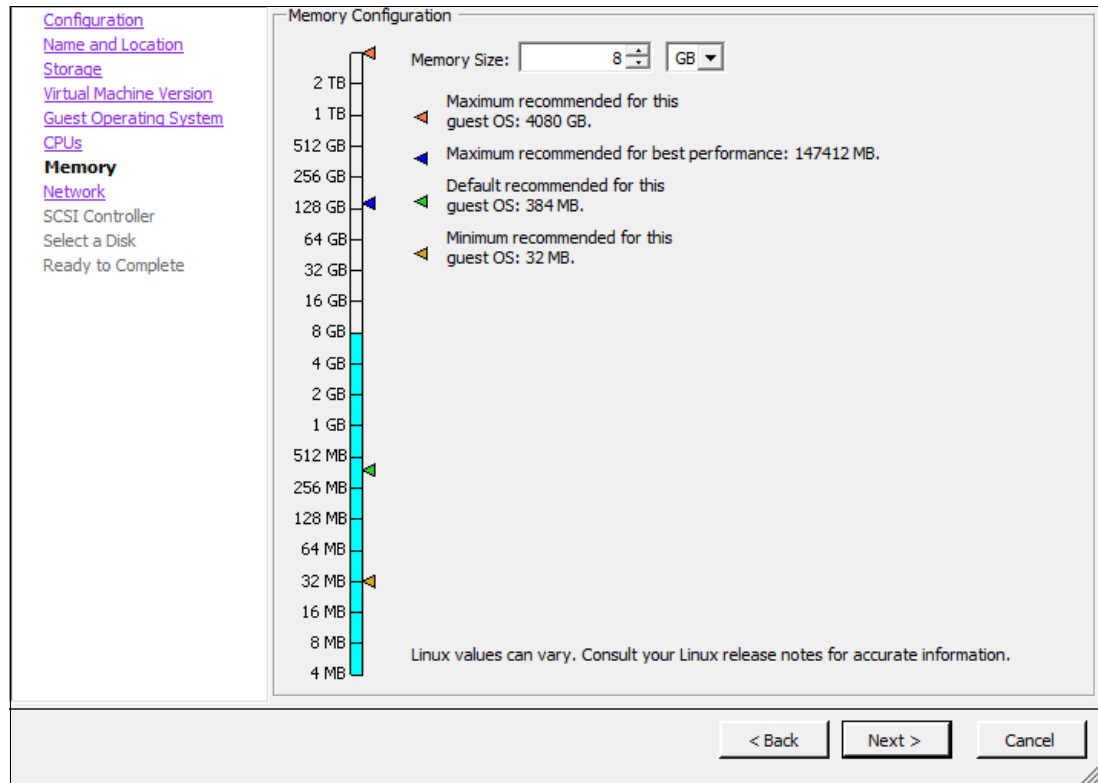 Configuration
Name and Location
Storage
Virtual Machine Version
Guest Operating System
CPUs
Memory
Network
SCSI Controller
Select a Disk
Ready to Complete
Memory Configuration
Memory Size: 8 GB
2 TB
1 TB
512 GB
256 GB
128 GB
64 GB
32 GB
16 GB
8 GB
4 GB
2 GB
1 GB
512 MB
256 MB
128 MB
64 MB
32 MB
16 MB
8 MB
4 MB
Maximum recommended for this
guest OS: 4080 GB.
Maximum recommended for best performance: 147412 MB.
Default recommended for this
guest OS: 384 MB.
Minimum recommended for this
guest OS: 32 MB.
Linux values can vary. Consult your Linux release notes for accurate information.
< Back Next > Cancel